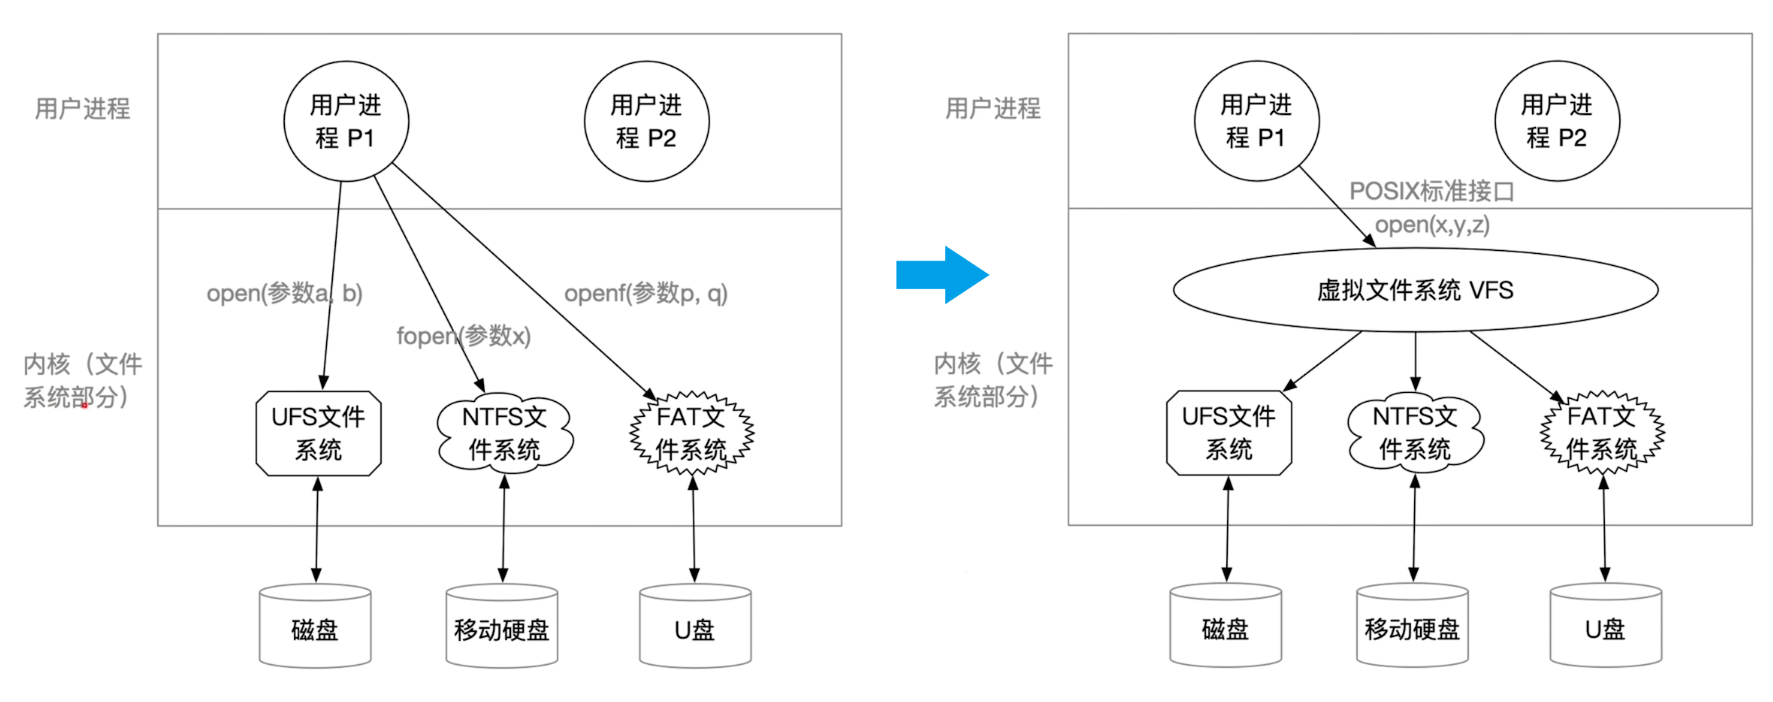 用户进程
用户进
程 P1
用户进
程 P2
open(参数a, b)
fopen(参数x)
openf(参数p, q)
内核（文件
系统部分）
UFS文件
系统
NTFS文
件系统
FAT文
件系统
磁盘
移动硬盘
U盘
用户进程
用户进
程 P1
用户进
程 P2
POSIX标准接口
open(x,y,z)
虚拟文件系统 VFS
内核（文件
系统部分）
UFS文件
系统
NTFS文
件系统
FAT文
件系统
磁盘
移动硬盘
U盘